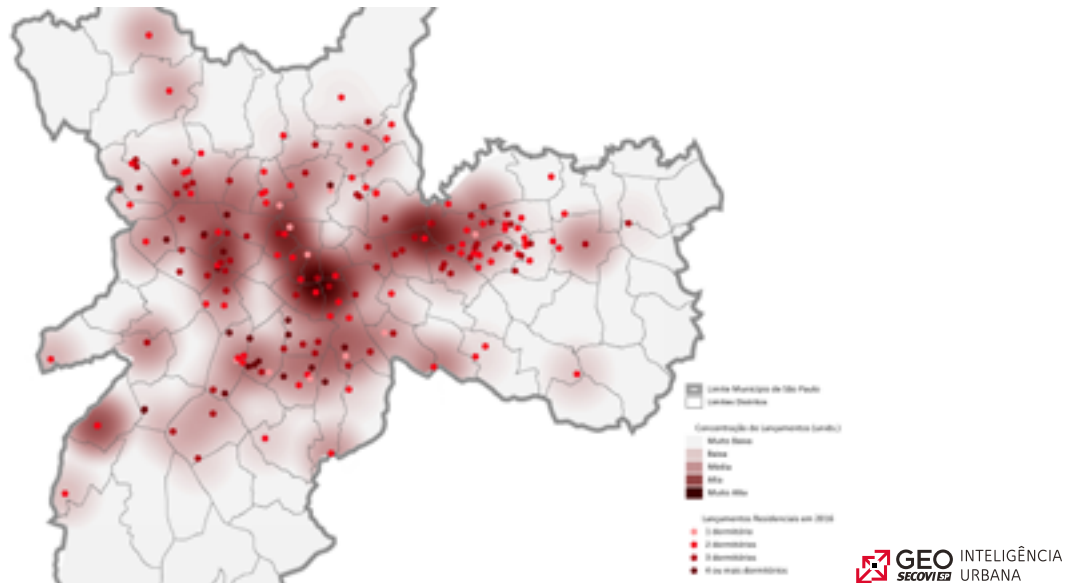 Limite Município de São Paulo
Limites Distritos
Concentração de Lançamentos (unids.)
Muito Baixa
Baixa
Média
Alta
Muito Alta
Lançamentos Residenciais em 2016
1 dormitório
2 dormitórios
3 dormitórios
4 ou mais dormitórios
GEO
SECOVI SP
INTELIGÊNCIA
URBANA